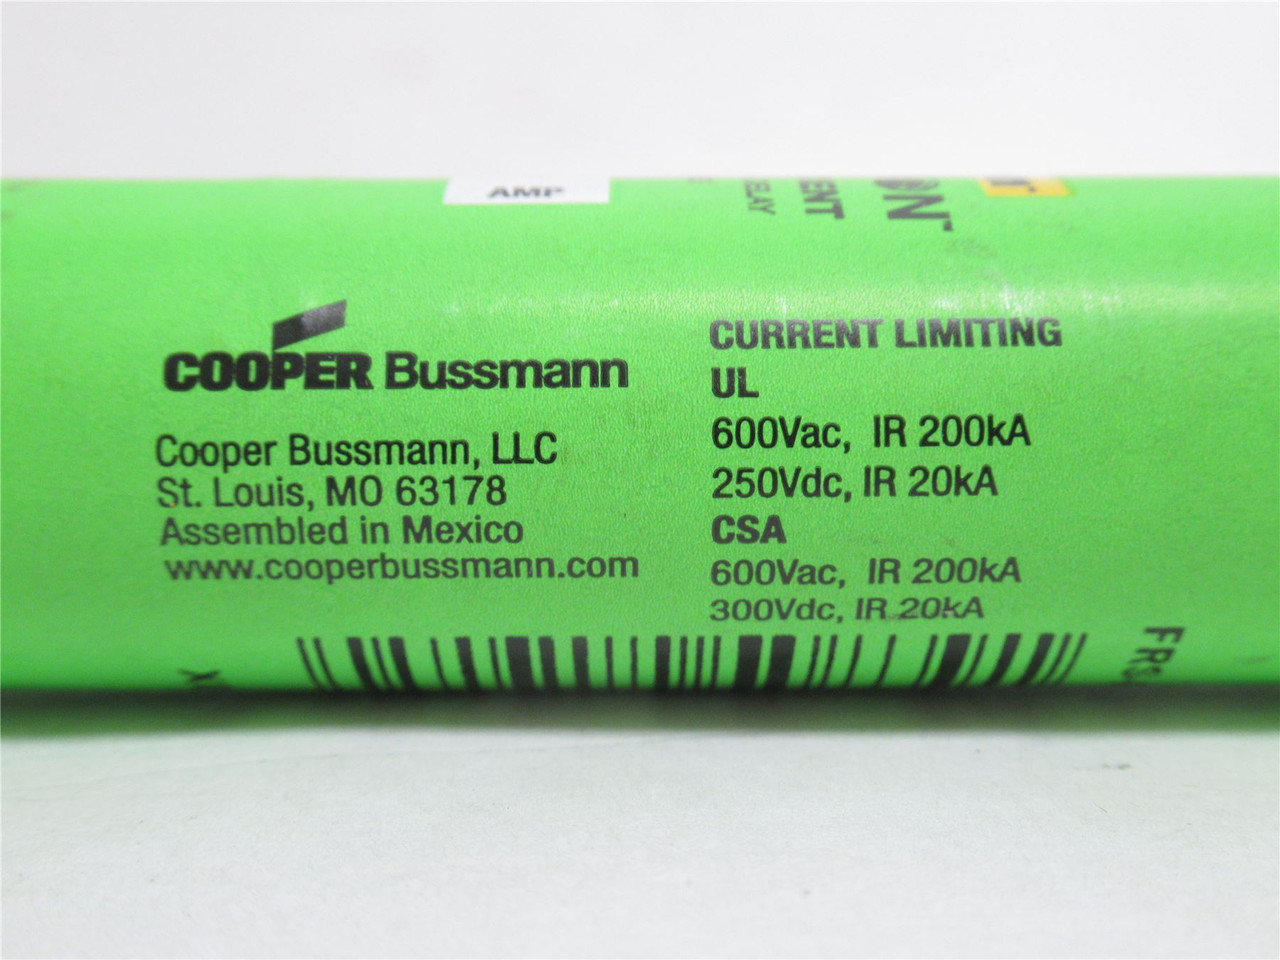 AMP
COOPER Bussmann
Cooper Bussmann, LLC
St. Louis, MO 63178
Assembled in Mexico
www.cooperbussmann.com
CURRENT LIMITING
UL
600Vac, IR 200kA
250Vdc, IR 20kA
CSA
600Vac, IR 200kA
300Vdc, IR 20kA
FRS